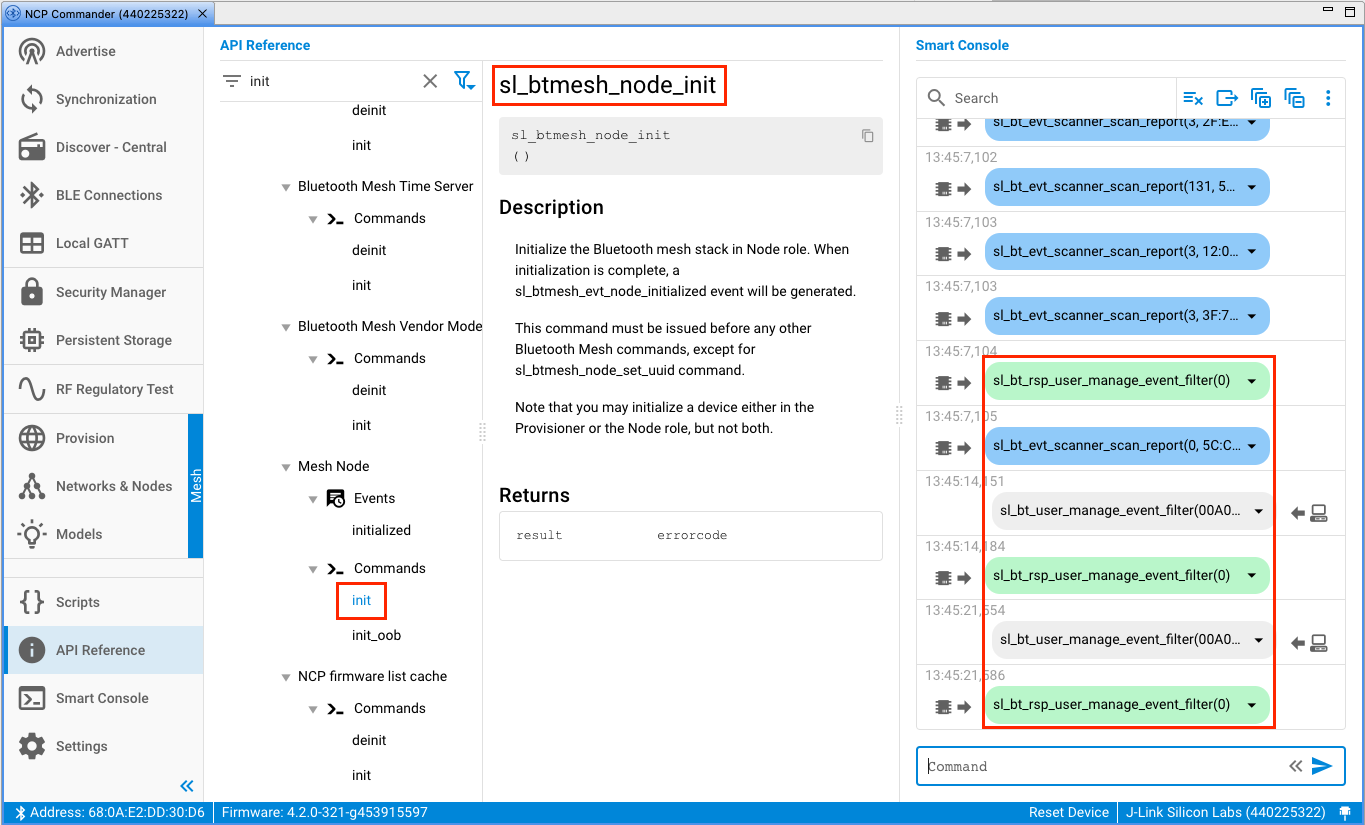 NCP Commander (440225322)
Advertise
Synchronization
Discover - Central
BLE Connections
Local GATT
Security Manager
Persistent Storage
RF Regulatory Test
Provision
Networks & Nodes
Models
Mesh
Scripts
API Reference
Smart Console
Settings
API Reference
init
deinit
init
Bluetooth Mesh Time Server
Commands
deinit
init
Bluetooth Mesh Vendor Mode
Commands
deinit
init
Mesh Node
Events
initialized
Commands
init
init_oob
NCP firmware list cache
Commands
deinit
init
sl_btmesh_node_init
sl_btmesh_node_init
()
Description
Initialize the Bluetooth mesh stack in Node role. When
initialization is complete, a
sl_btmesh_evt_node_initialized event will be generated.
This command must be issued before any other
Bluetooth Mesh commands, except for
sl_btmesh_node_set_uuid command.
Note that you may initialize a device either in the
Provisioner or the Node role, but not both.
Returns
result errorcode
Smart Console
Search
sl_bt_evt_scanner_scan_report(3, 2F:E...
13:45:7,102
sl_bt_evt_scanner_scan_report(131, 5...
13:45:7,103
sl_bt_evt_scanner_scan_report(3, 12:0...
13:45:7,103
sl_bt_evt_scanner_scan_report(3, 3F:7...
13:45:7,104
sl_bt_rsp_user_manage_event_filter(0)
13:45:7,105
sl_bt_evt_scanner_scan_report(0, 5C:C...
13:45:14,151
sl_bt_user_manage_event_filter(00A0...
13:45:14,184
sl_bt_rsp_user_manage_event_filter(0)
13:45:21,554
sl_bt_user_manage_event_filter(00A0...
13:45:21,586
sl_bt_rsp_user_manage_event_filter(0)
Command
Address: 68:0A:E2:DD:30:D6
Firmware: 4.2.0-321-g453915597
Reset Device
J-Link Silicon Labs (440225322)